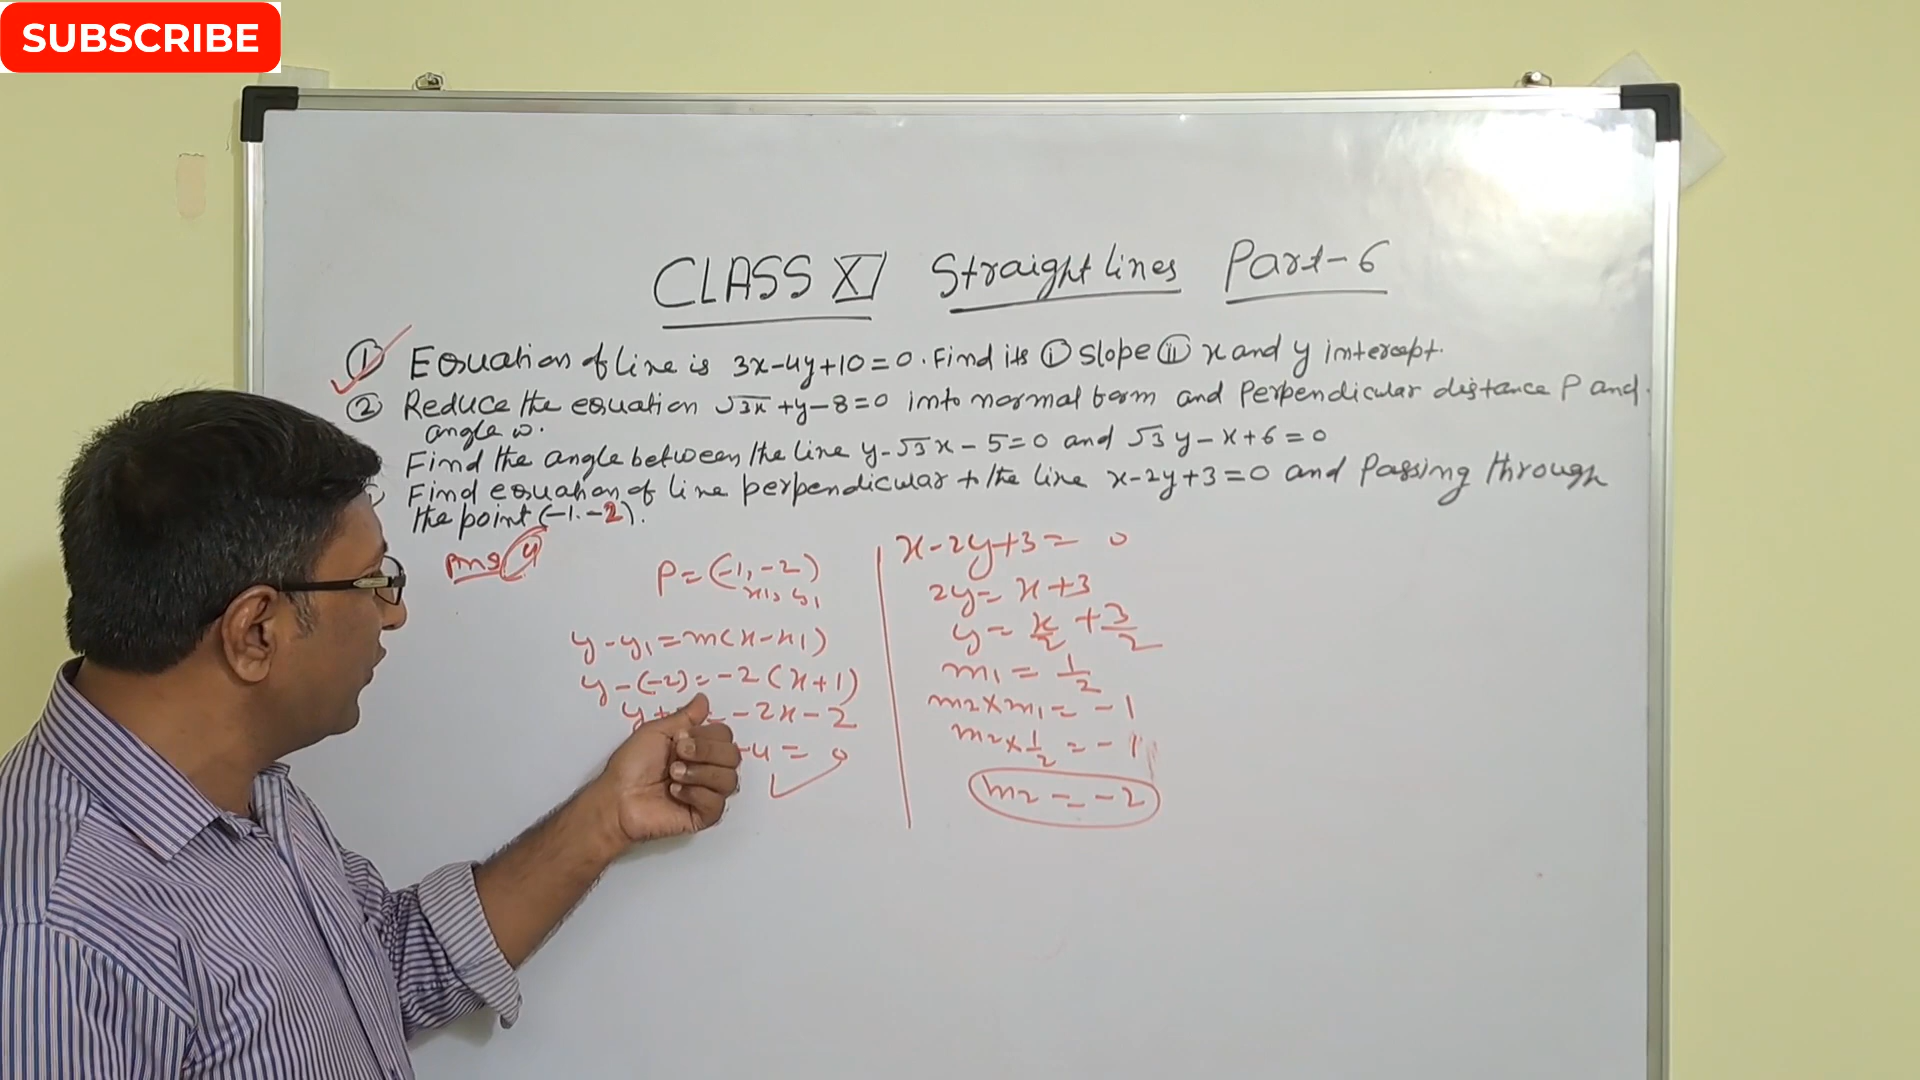 SUBSCRIBE
CLASS XI Straight lines Part-6
① Equation of line is 3x-4y+10=0. Find its ⓘ slope ⓘⓘ x and y intercept.
② Reduce the equation √3x+y-8=0 into normal form and perpendicular distance P and
angle ω.
Find the angle between the line y-√3x-5=0 and √3y-x+6=0
Find equation of line perpendicular to the line x-2y+3=0 and passing through
the point (-1,-2).
Ans 4
P=(-1,-2)
x1, y1
y-y1=m(x-x1)
y-(-2)=-2(x+1)
y+ = -2x-2
+4=0
x-2y+3=0
2y=x+3
y=x/2+3/2
m1=1/2
m2×m1=-1
m2×1/2=-1
m2=-2